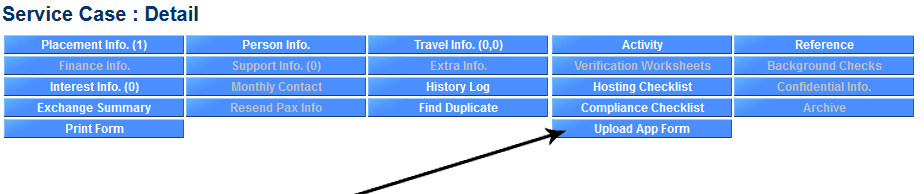 Service Case : Detail
Placement Info. (1) Person Info. Travel Info. (0,0) Activity Reference
Finance Info. Support Info. (0) Extra Info. Verification Worksheets Background Checks
Interest Info. (0) Monthly Contact History Log Hosting Checklist Confidential Info.
Exchange Summary Resend Pax Info Find Duplicate Compliance Checklist Archive
Print Form Upload App Form